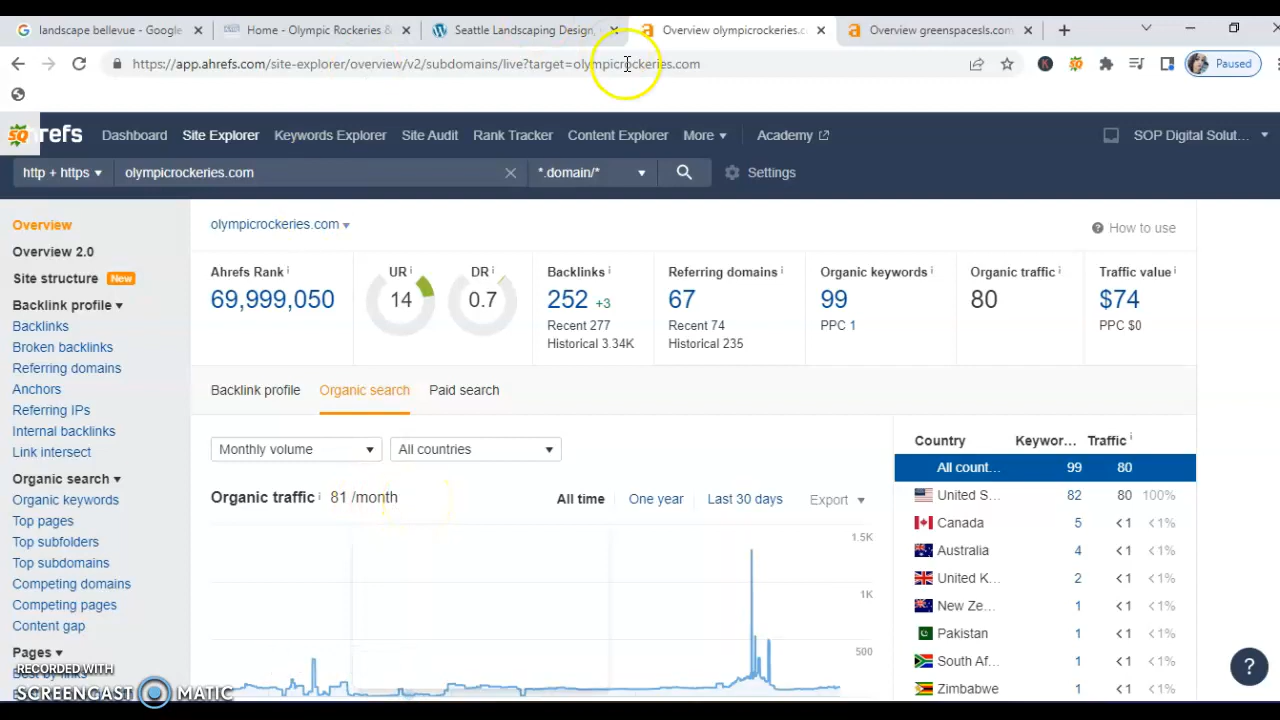 landscape bellevue - Google
Home - Olympic Rockeries &
Seattle Landscaping Design,
Overview olympicrockeries.c
Overview greenspacesls.com
https://app.ahrefs.com/site-explorer/overview/v2/subdomains/live?target=olympicrockeries.com
Paused
hrefs
Dashboard
Site Explorer
Keywords Explorer
Site Audit
Rank Tracker
Content Explorer
More
Academy
SOP Digital Solut...
http + https
olympicrockeries.com
*.domain/*
Settings
Overview
Overview 2.0
Site structure New
Backlink profile
Backlinks
Broken backlinks
Referring domains
Anchors
Referring IPs
Internal backlinks
Link intersect
Organic search
Organic keywords
Top pages
Top subfolders
Top subdomains
Competing domains
Competing pages
Content gap
Pages
Best by links
olympicrockeries.com
How to use
Ahrefs Rank
69,999,050
UR
14
DR
0.7
Backlinks
252 +3
Recent 277
Historical 3.34K
Referring domains
67
Recent 74
Historical 235
Organic keywords
99
PPC 1
Organic traffic
80
Traffic value
$74
PPC $0
Backlink profile
Organic search
Paid search
Monthly volume
All countries
Organic traffic 81 /month
All time
One year
Last 30 days
Export
1.5K
1K
500
Country Keywor... Traffic
All count... 99 80
United S... 82 80 100%
Canada 5 < 1 <1%
Australia 4 < 1 <1%
United K... 2 < 1 <1%
New Ze... 1 < 1 <1%
Pakistan 1 < 1 <1%
South Af... 1 < 1 <1%
Zimbabwe 1 < 1 <1%
?
RECORDED WITH
SCREENCAST MATIC